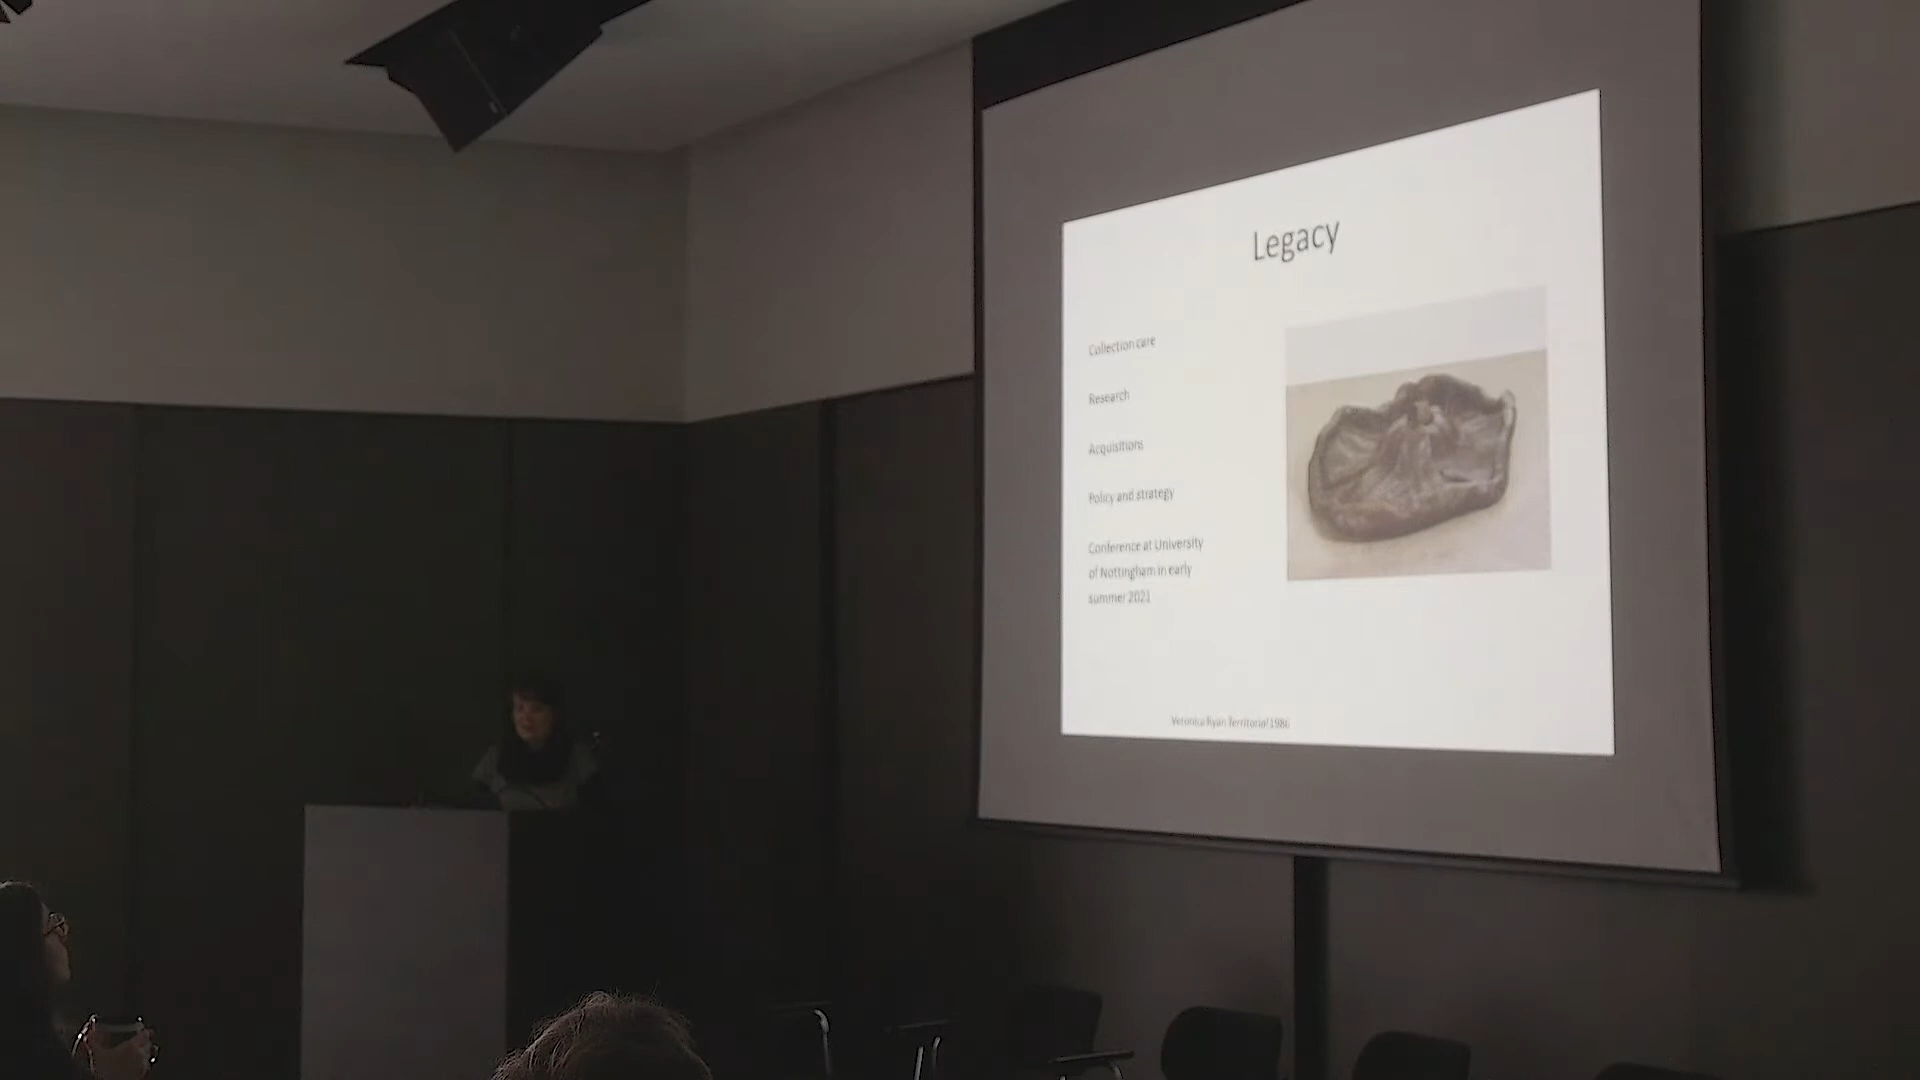 Legacy
Collection care
Research
Acquisitions
Policy and strategy
Conference at University
of Nottingham in early
summer 2021
Veronica Ryan Territorial 1986